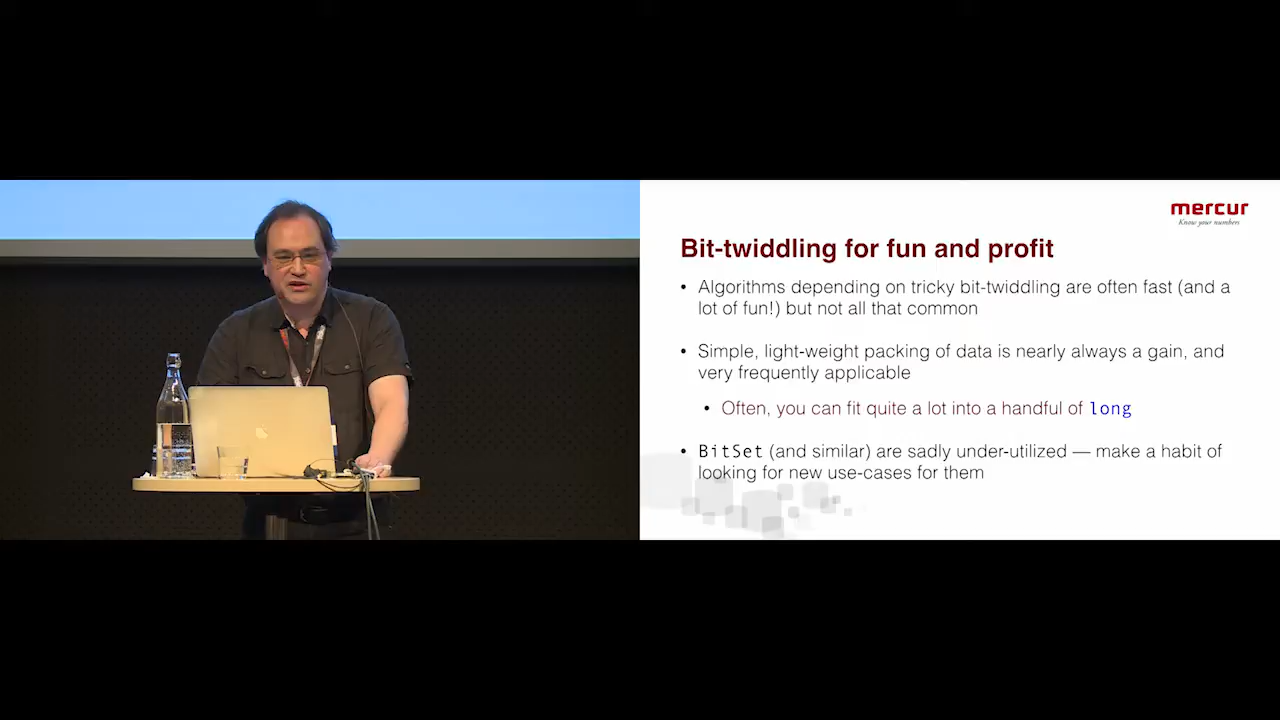 mercur
Know your numbers
Bit-twiddling for fun and profit
• Algorithms depending on tricky bit-twiddling are often fast (and a
lot of fun!) but not all that common
• Simple, light-weight packing of data is nearly always a gain, and
very frequently applicable
• Often, you can fit quite a lot into a handful of long
• BitSet (and similar) are sadly under-utilized — make a habit of
looking for new use-cases for them